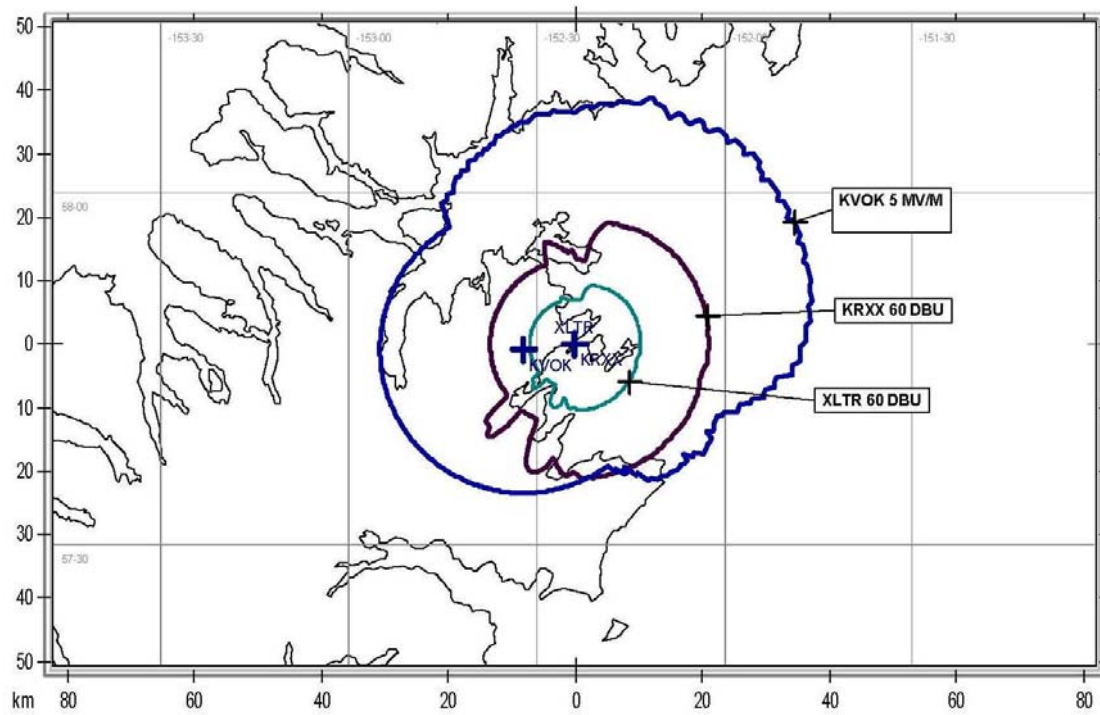 50
-153-30
-153-00
-152-30
-152-00
-151-30
40
30
58-00
20
KVOK 5 MV/M
10
KRXX 60 DBU
XLTR
0
KVOK
KRXX
XLTR 60 DBU
10
20
30
57-30
40
50
km 80 60 40 20 0 20 40 60 80